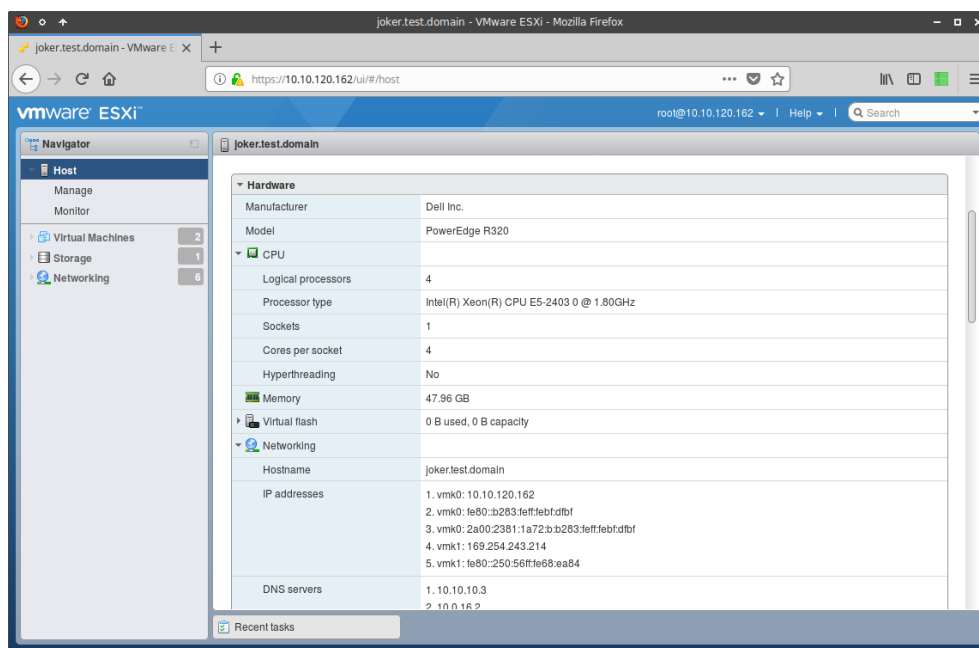 joker.test.domain - VMware ESXi - Mozilla Firefox
joker.test.domain - VMware E
https://10.10.120.162/ui/#/host
vmware ESXi™
root@10.10.120.162 | Help | Search
Navigator
joker.test.domain
Host
Manage
Monitor
Virtual Machines 2
Storage 1
Networking 6
Hardware
Manufacturer Dell Inc.
Model PowerEdge R320
CPU
Logical processors 4
Processor type Intel(R) Xeon(R) CPU E5-2403 0 @ 1.80GHz
Sockets 1
Cores per socket 4
Hyperthreading No
Memory 47.96 GB
Virtual flash 0 B used, 0 B capacity
Networking
Hostname joker.test.domain
IP addresses 1. vmk0: 10.10.120.162
2. vmk0: fe80::b283:feff:febf:dfbf
3. vmk0: 2a00:2381:1a72:b:b283:feff:febf:dfbf
4. vmk1: 169.254.243.214
5. vmk1: fe80::250:56ff:fe68:ea84
DNS servers 1. 10.10.10.3
2. 10.0.16.2
Recent tasks